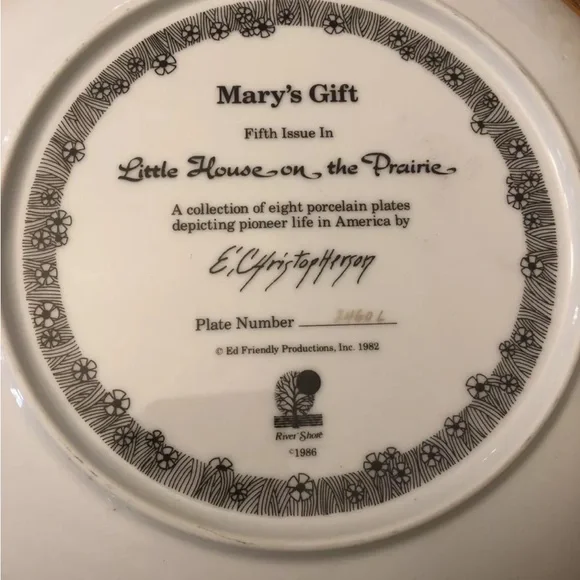 Mary's Gift
Fifth Issue In
Little House on the Prairie
A collection of eight porcelain plates
depicting pioneer life in America by
E. Christopherson
Plate Number 3460L
© Ed Friendly Productions, Inc. 1982
River Shore
©1986